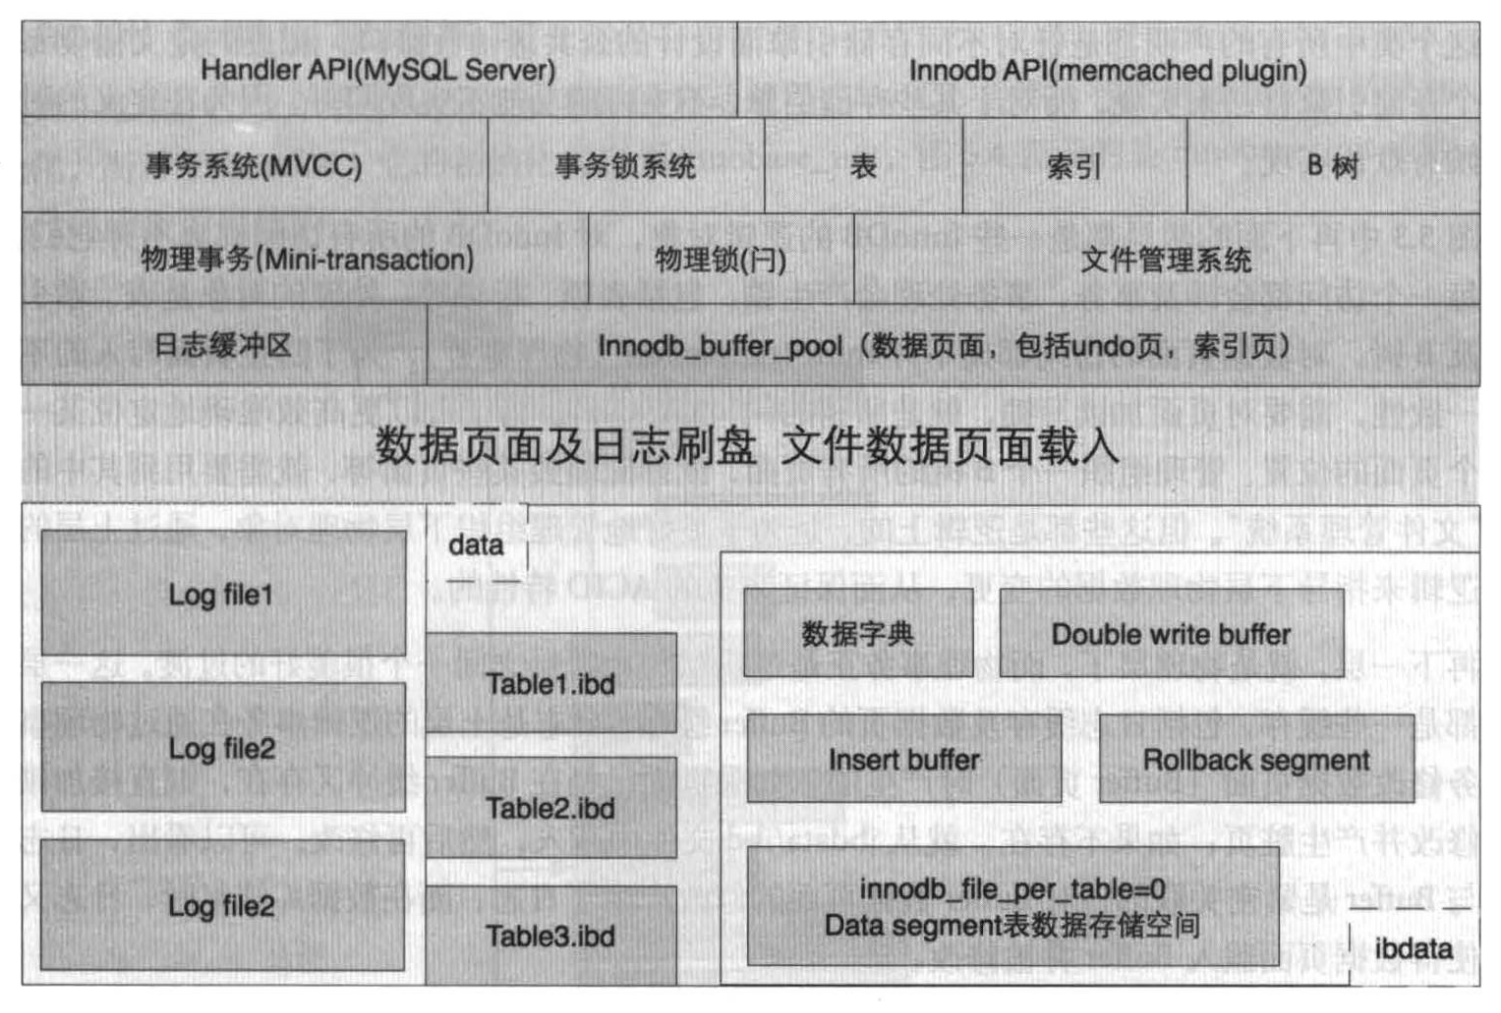 Handler API(MySQL Server)
Innodb API(memcached plugin)
事务系统(MVCC)
事务锁系统
表
索引
B 树
物理事务(Mini-transaction)
物理锁(闩)
文件管理系统
日志缓冲区
Innodb_buffer_pool（数据页面，包括undo页，索引页）
数据页面及日志刷盘 文件数据页面载入
data
Log file1
Log file2
Log file2
Table1.ibd
Table2.ibd
Table3.ibd
数据字典
Double write buffer
Insert buffer
Rollback segment
innodb_file_per_table=0
Data segment表数据存储空间
ibdata